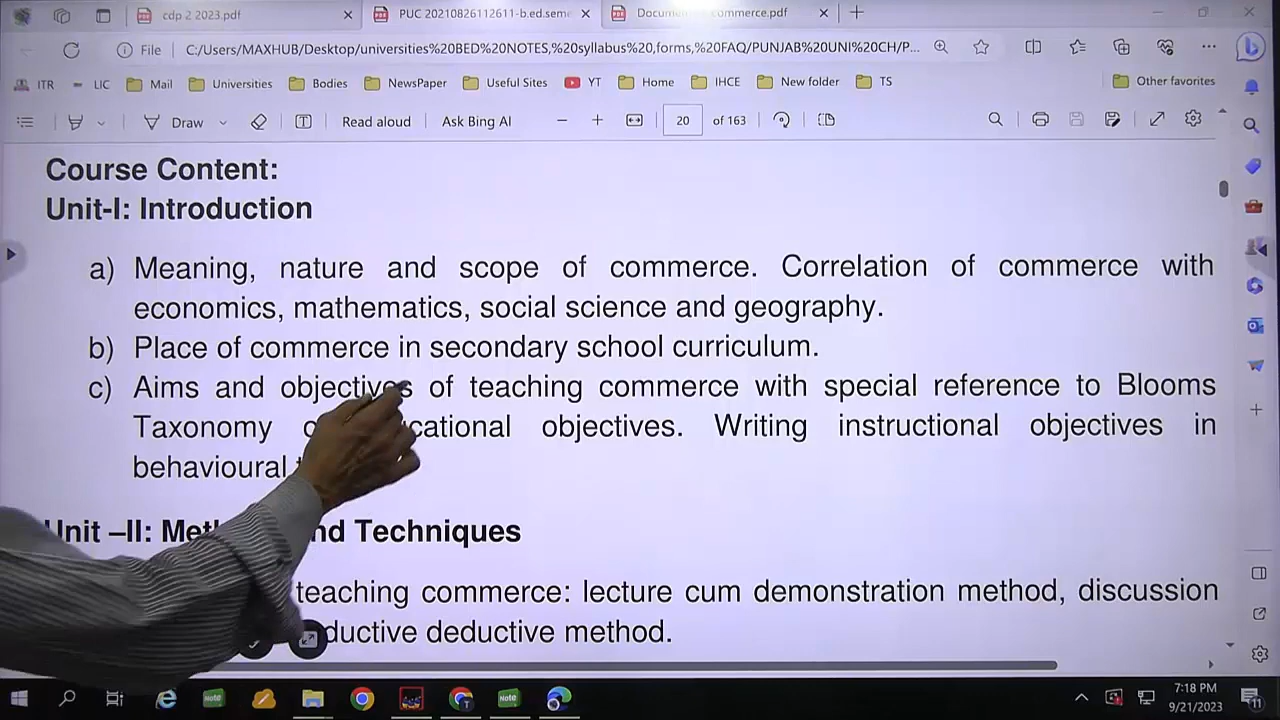 cdp 2 2023.pdf
PUC 20210826112611-b.ed.seme
Documen commerce.pdf
File C:/Users/MAXHUB/Desktop/universities%20BED%20NOTES,%20syllabus%20,forms,%20FAQ/PUNJAB%20UNI%20CH/P...
ITR LIC Mail Universities Bodies NewsPaper Useful Sites YT Home IHCE New folder TS Other favorites
Draw Read aloud Ask Bing AI 20 of 163
Course Content:
Unit-I: Introduction
a) Meaning, nature and scope of commerce. Correlation of commerce with
economics, mathematics, social science and geography.
b) Place of commerce in secondary school curriculum.
c) Aims and objectives of teaching commerce with special reference to Blooms
Taxonomy objectives. Writing instructional objectives in
behavioural
Unit –II: and Techniques
teaching commerce: lecture cum demonstration method, discussion
deductive method.
Note
Note
7:18 PM
9/21/2023
11